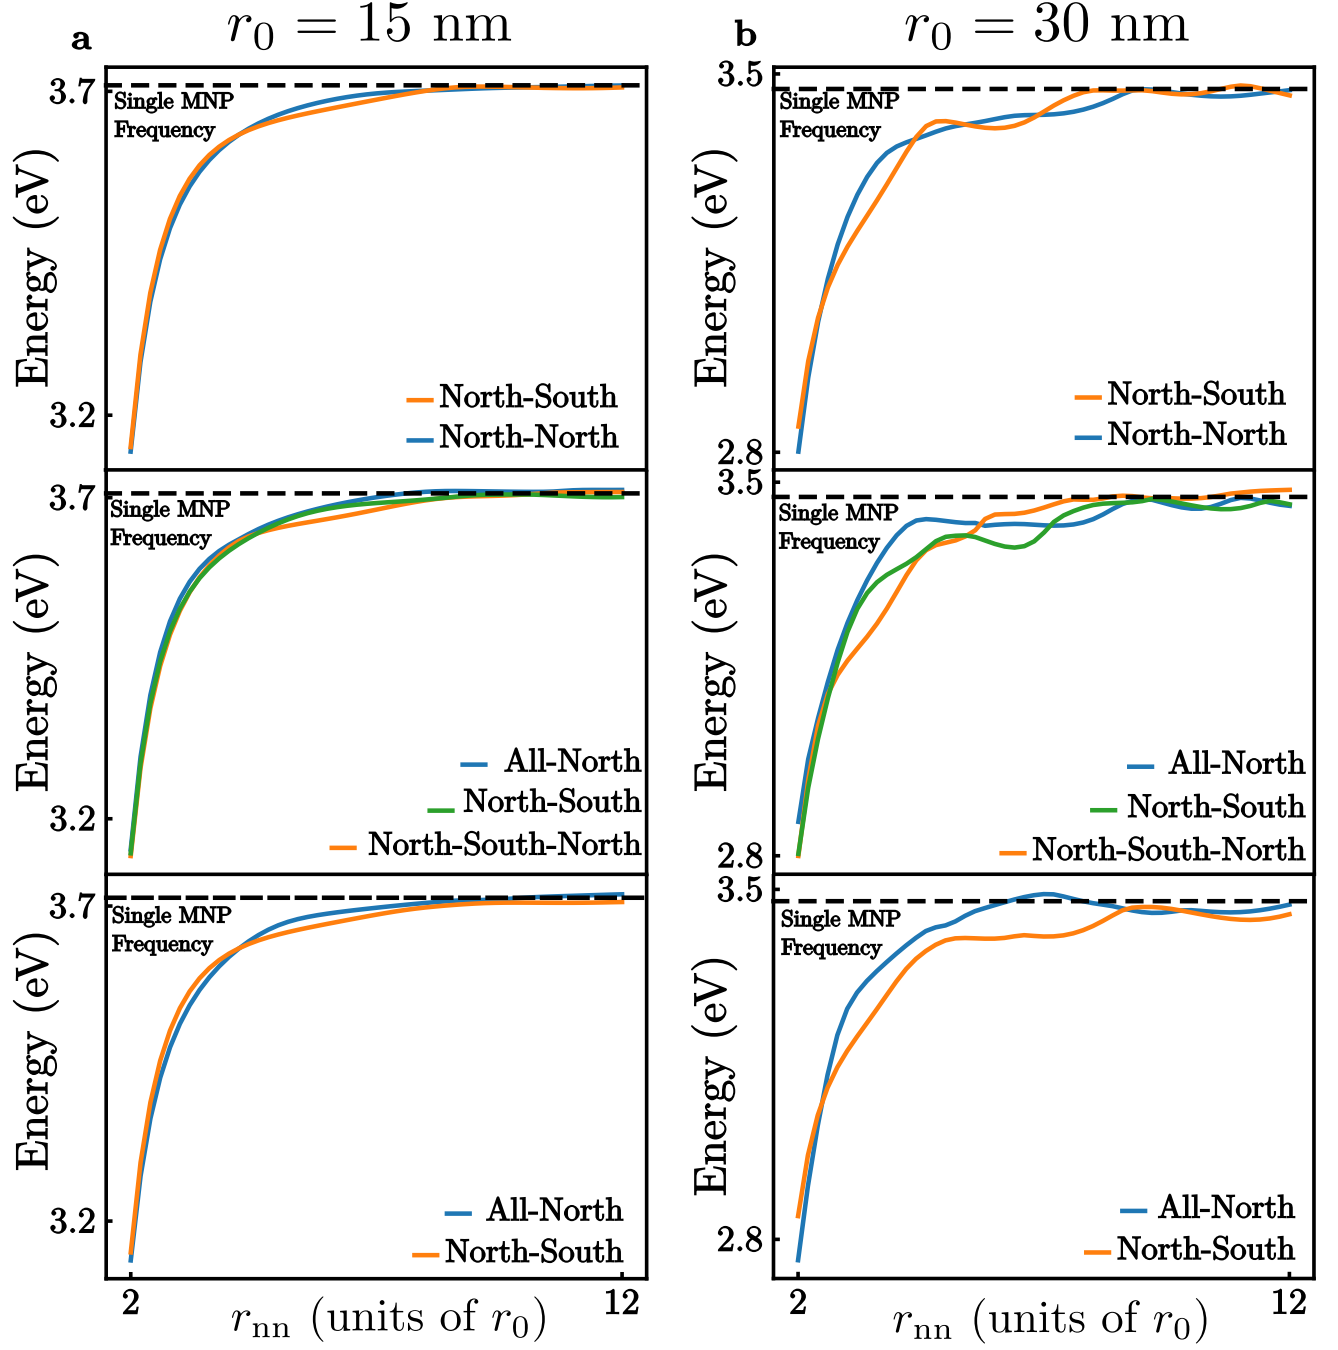 a
r₀ = 15 nm
3.7
Single MNP
Frequency
Energy (eV)
North-South
3.2
North-North
3.7
Single MNP
Frequency
Energy (eV)
All-North
North-South
3.2
North-South-North
3.7
Single MNP
Frequency
Energy (eV)
3.2
All-North
North-South
2
12
rₙₙ (units of r₀)
b
r₀ = 30 nm
3.5
Single MNP
Frequency
Energy (eV)
North-South
North-North
2.8
3.5
Single MNP
Frequency
Energy (eV)
All-North
North-South
North-South-North
2.8
3.5
Single MNP
Frequency
Energy (eV)
All-North
2.8
North-South
2
12
rₙₙ (units of r₀)